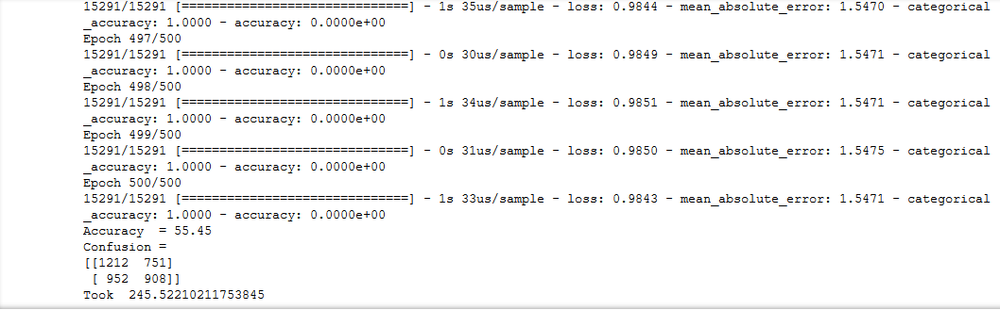 15291/15291 [==============================] - 1s 35us/sample - loss: 0.9844 - mean_absolute_error: 1.5470 - categorical
_accuracy: 1.0000 - accuracy: 0.0000e+00
Epoch 497/500
15291/15291 [==============================] - 0s 30us/sample - loss: 0.9849 - mean_absolute_error: 1.5471 - categorical
_accuracy: 1.0000 - accuracy: 0.0000e+00
Epoch 498/500
15291/15291 [==============================] - 1s 34us/sample - loss: 0.9851 - mean_absolute_error: 1.5471 - categorical
_accuracy: 1.0000 - accuracy: 0.0000e+00
Epoch 499/500
15291/15291 [==============================] - 0s 31us/sample - loss: 0.9850 - mean_absolute_error: 1.5475 - categorical
_accuracy: 1.0000 - accuracy: 0.0000e+00
Epoch 500/500
15291/15291 [==============================] - 1s 33us/sample - loss: 0.9843 - mean_absolute_error: 1.5471 - categorical
_accuracy: 1.0000 - accuracy: 0.0000e+00
Accuracy  = 55.45
Confusion =
[[1212  751]
 [ 952  908]]
Took  245.52210211753845